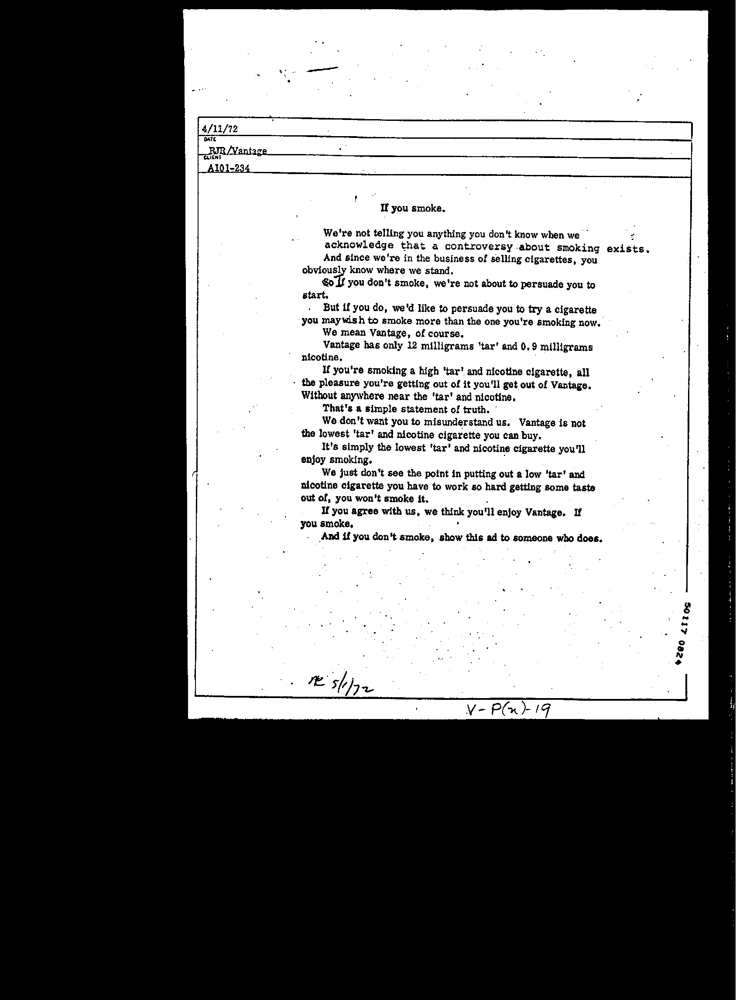 4/11/72
DATE
RJR/Vantage
CLIENT
A101-234
If you smoke.
We're not telling you anything you don't know when we
acknowledge that a controversy about smoking exists.
And since we're in the business of selling cigarettes, you
obviously know where we stand.
So If you don't smoke, we're not about to persuade you to
start.
But if you do, we'd like to persuade you to try a cigarette
you may wish to smoke more than the one you're smoking now.
We mean Vantage, of course.
Vantage has only 12 milligrams 'tar' and 0.9 milligrams
nicotine.
If you're smoking a high 'tar' and nicotine cigarette, all
the pleasure you're getting out of it you'll get out of Vantage.
Without anywhere near the 'tar' and nicotine.
That's a simple statement of truth.
We don't want you to misunderstand us. Vantage is not
the lowest 'tar' and nicotine cigarette you can buy.
It's simply the lowest 'tar' and nicotine cigarette you'll
enjoy smoking.
We just don't see the point in putting out a low 'tar' and
nicotine cigarette you have to work so hard getting some taste
out of, you won't smoke it.
If you agree with us, we think you'll enjoy Vantage. If
you smoke.
And if you don't smoke, show this ad to someone who does.
50117 0824
5/1/72
V-P(n)-19